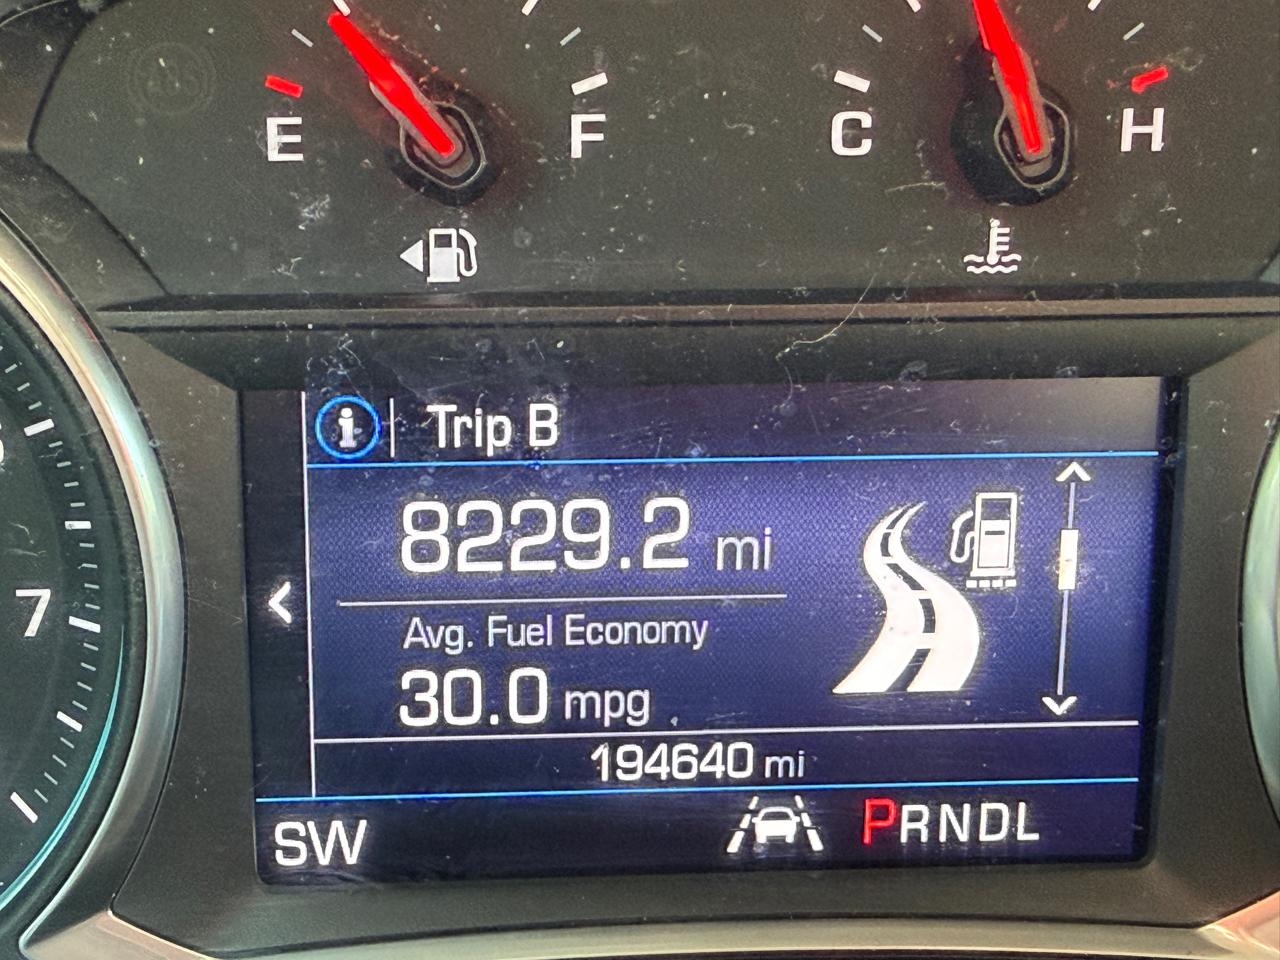 E F C H
Trip B
8229.2 mi
Avg. Fuel Economy
7
30.0 mpg
194640 mi
SW PRNDL